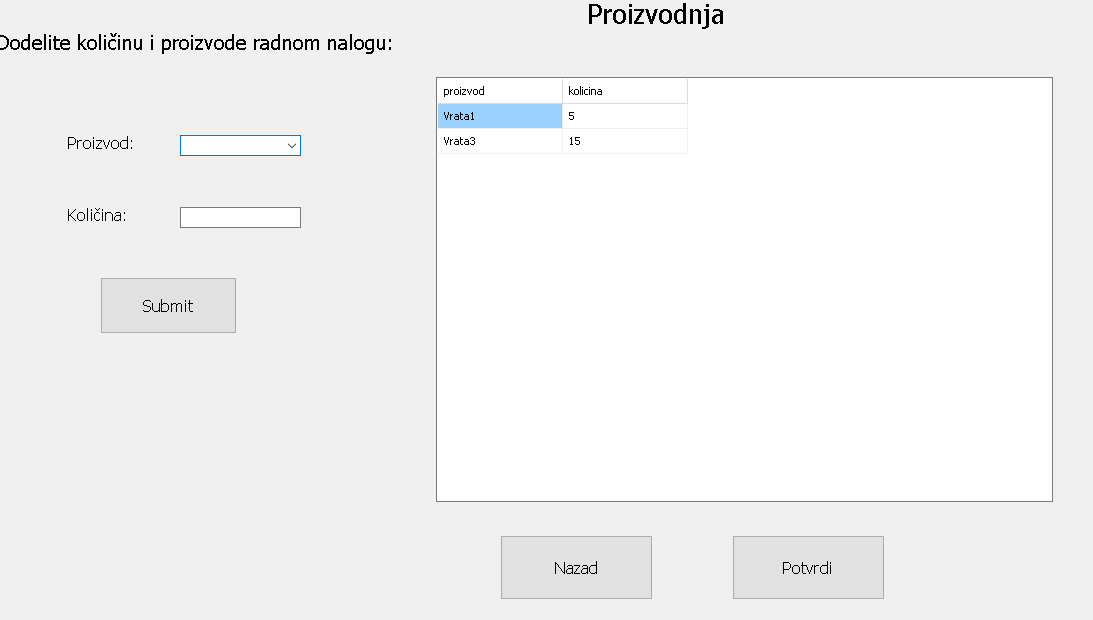 Proizvodnja
Dodelite količinu i proizvode radnom nalogu:
proizvod kolicina
Vrata1 5
Vrata3 15
Proizvod:
Količina:
Submit
Nazad Potvrdi